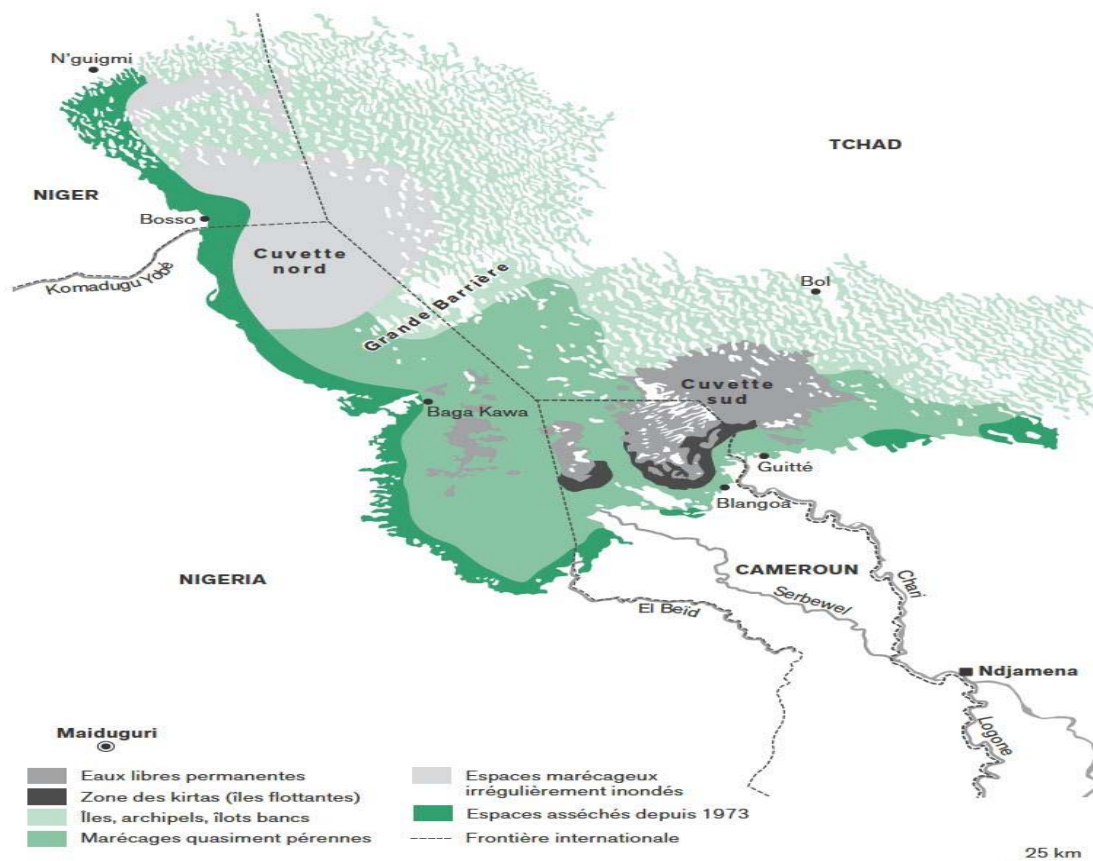 N'guigmi
TCHAD
NIGER
Bosso
Cuvette
nord
Komadugu Yobé
Bol
Grande Barrière
Cuvette
sud
Baga Kawa
Guitté
Blangoa
NIGERIA
CAMEROUN
Chari
Serbewel
El Beïd
Ndjamena
Logone
Maiduguri
Eaux libres permanentes
Zone des kirtas (îles flottantes)
Îles, archipels, îlots bancs
Marécages quasiment pérennes
Espaces marécageux
irrégulièrement inondés
Espaces asséchés depuis 1973
Frontière internationale
25 km